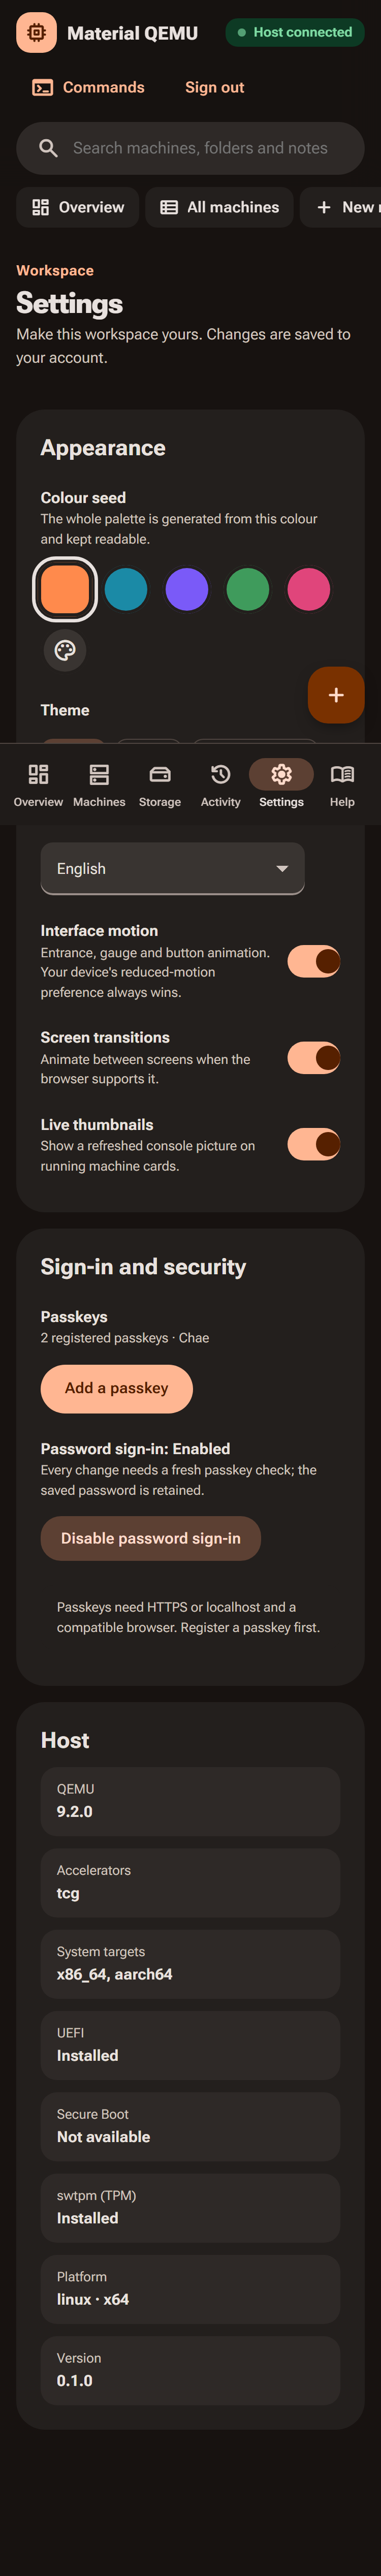 Material QEMU
Host connected
Commands
Sign out
Search machines, folders and notes
Overview
All machines
New
Workspace
Settings
Make this workspace yours. Changes are saved to
your account.
Appearance
Colour seed
The whole palette is generated from this colour
and kept readable.
Theme
Overview
Machines
Storage
Activity
Settings
Help
English
Interface motion
Entrance, gauge and button animation.
Your device's reduced-motion
preference always wins.
Screen transitions
Animate between screens when the
browser supports it.
Live thumbnails
Show a refreshed console picture on
running machine cards.
Sign-in and security
Passkeys
2 registered passkeys · Chae
Add a passkey
Password sign-in: Enabled
Every change needs a fresh passkey check; the
saved password is retained.
Disable password sign-in
Passkeys need HTTPS or localhost and a
compatible browser. Register a passkey first.
Host
QEMU
9.2.0
Accelerators
tcg
System targets
x86_64, aarch64
UEFI
Installed
Secure Boot
Not available
swtpm (TPM)
Installed
Platform
linux · x64
Version
0.1.0